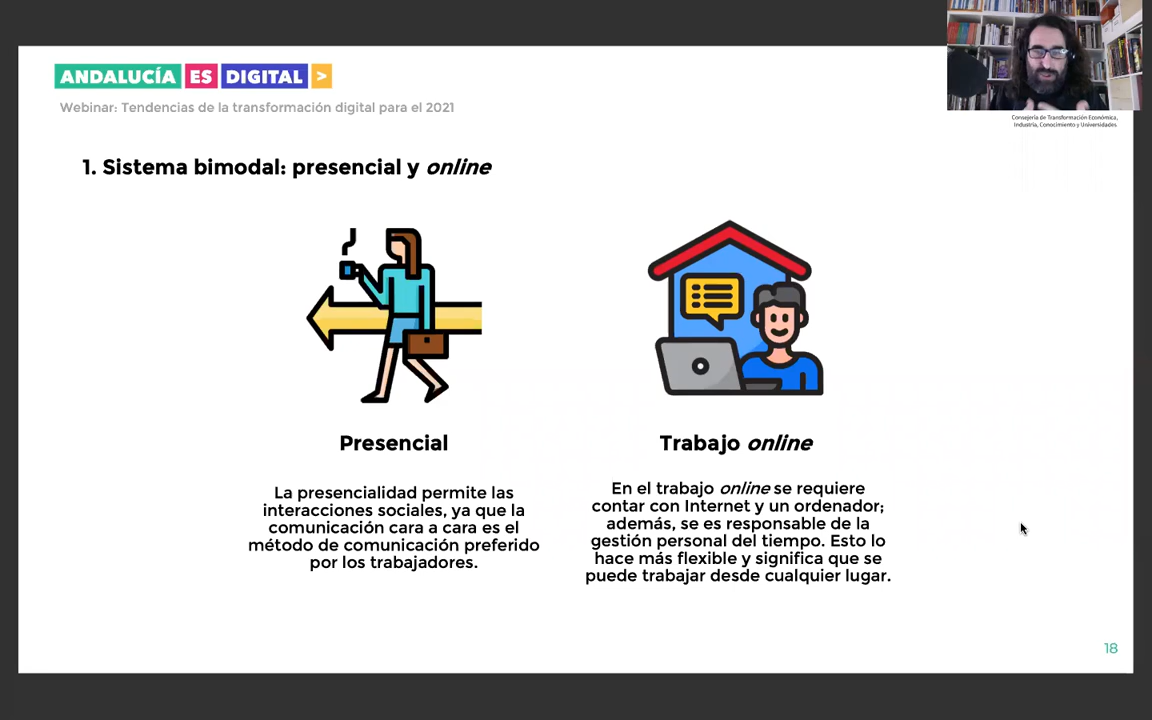 ANDALUCÍA ES DIGITAL >
Webinar: Tendencias de la transformación digital para el 2021
Consejería de Transformación Económica,
Industria, Conocimiento y Universidades
1. Sistema bimodal: presencial y online
Presencial
La presencialidad permite las
interacciones sociales, ya que la
comunicación cara a cara es el
método de comunicación preferido
por los trabajadores.
Trabajo online
En el trabajo online se requiere
contar con Internet y un ordenador;
además, se es responsable de la
gestión personal del tiempo. Esto lo
hace más flexible y significa que se
puede trabajar desde cualquier lugar.
18